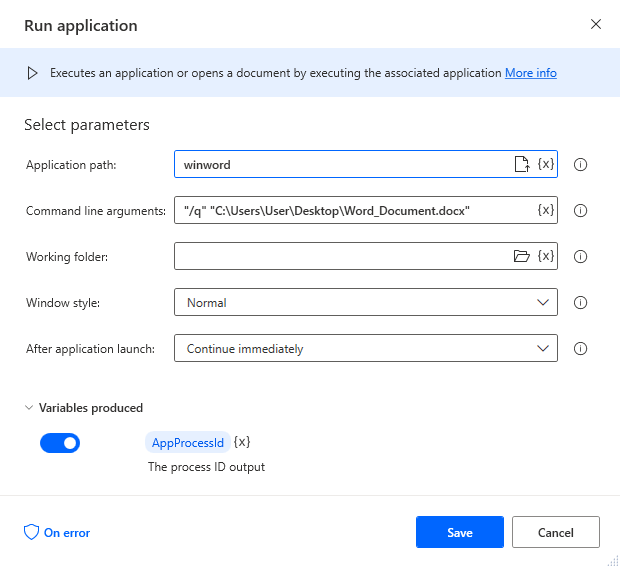 Run application
Executes an application or opens a document by executing the associated application More info
Select parameters
Application path: winword {x}
Command line arguments: "/q" "C:\Users\User\Desktop\Word_Document.docx" {x}
Working folder: {x}
Window style: Normal
After application launch: Continue immediately
Variables produced
AppProcessId {x}
The process ID output
On error Save Cancel